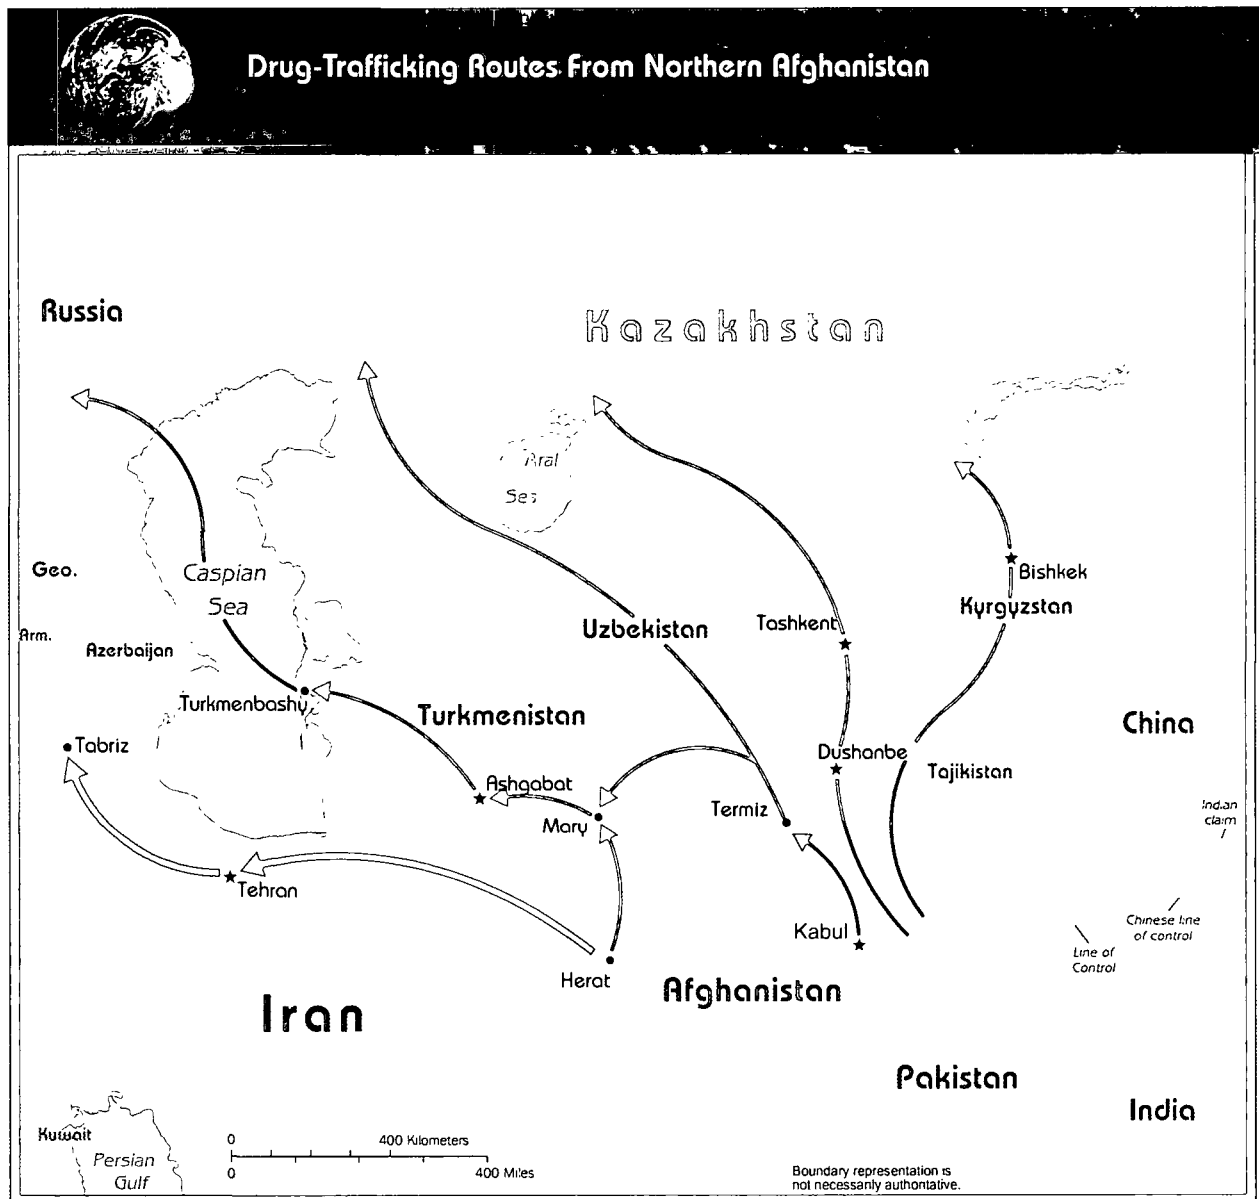 Drug-Trafficking Routes From Northern Afghanistan
Russia
Kazakhstan
Aral
Sea
Geo.
Caspian
Sea
Bishkek
Kyrgyzstan
Arm.
Azerbaijan
Uzbekistan
Tashkent
Turkmenbashy
Turkmenistan
China
Tabriz
Dushanbe
Tajikistan
Ashgabat
Mary
Termiz
Indian
claim
Tehran
Kabul
Chinese line
of control
Line of
Control
Herat
Afghanistan
Iran
Pakistan
India
Kuwait
Persian
Gulf
0 400 Kilometers
0 400 Miles
Boundary representation is
not necessarily authoritative.